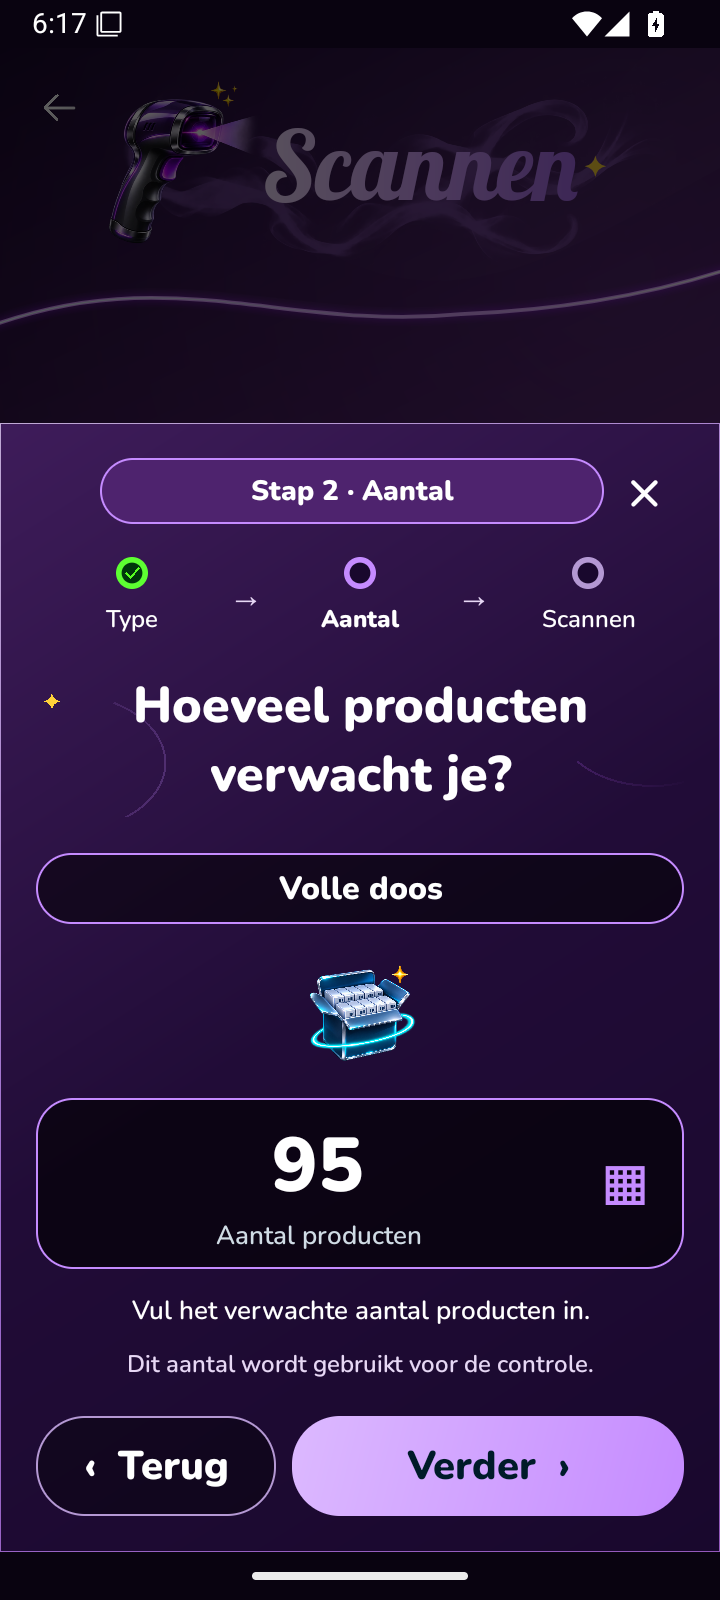 6:17
Scannen
Stap 2 · Aantal
Type → Aantal → Scannen
Hoeveel producten
verwacht je?
Volle doos
95
Aantal producten
Vul het verwachte aantal producten in.
Dit aantal wordt gebruikt voor de controle.
‹ Terug
Verder ›